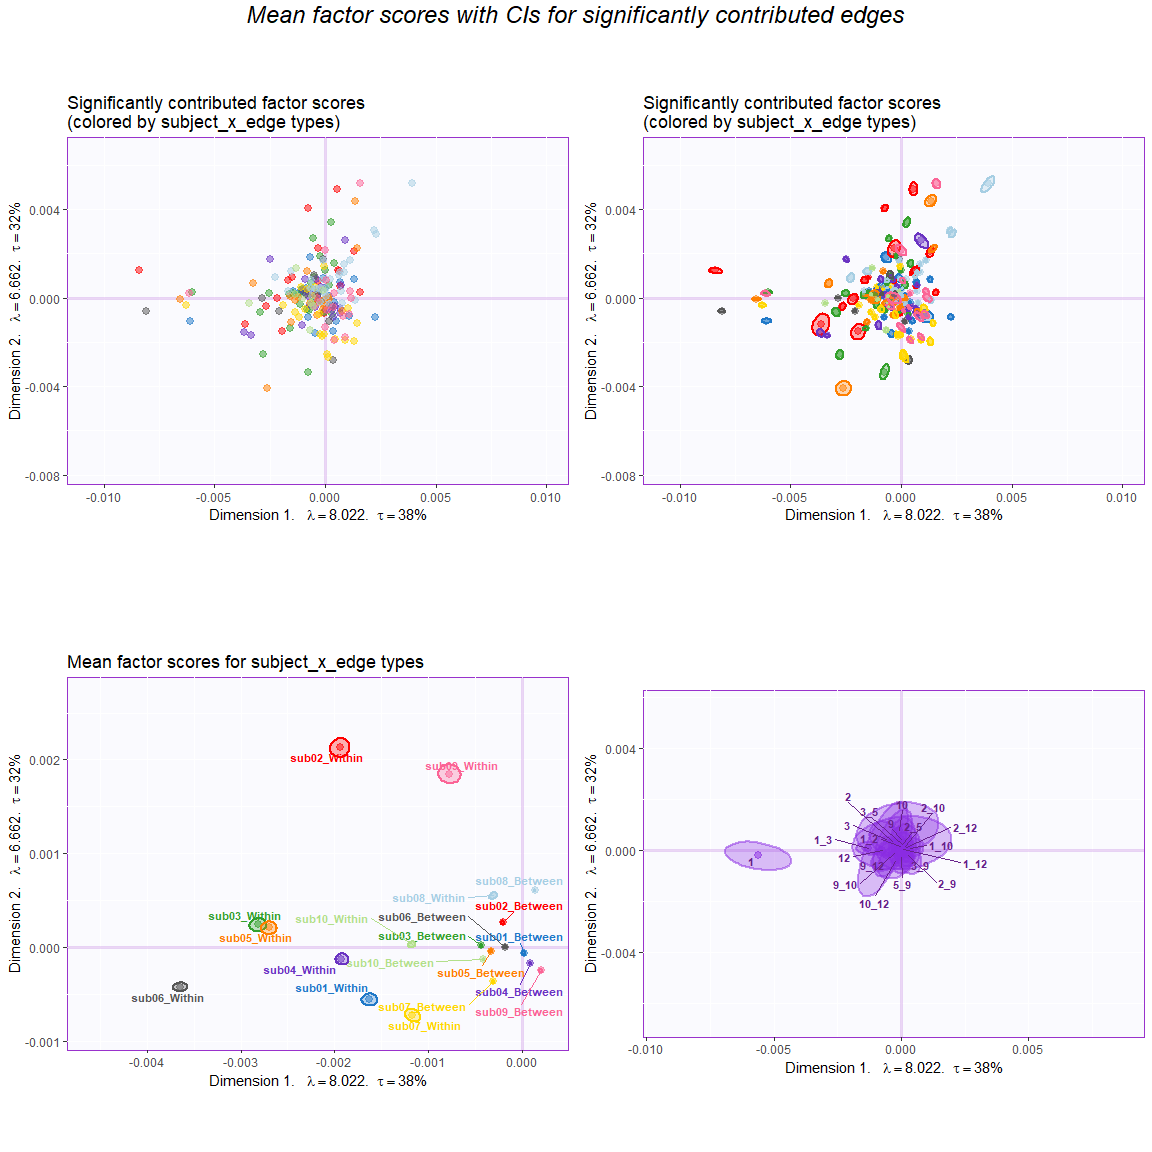 Mean factor scores with CIs for significantly contributed edges
Significantly contributed factor scores
(colored by subject_x_edge types)
Dimension 2. λ = 6.662. τ = 32%
0.004
0.000
-0.004
-0.008
-0.010
-0.005
0.000
0.005
0.010
Dimension 1. λ = 8.022. τ = 38%
Significantly contributed factor scores
(colored by subject_x_edge types)
Dimension 2. λ = 6.662. τ = 32%
0.004
0.000
-0.004
-0.008
-0.010
-0.005
0.000
0.005
0.010
Dimension 1. λ = 8.022. τ = 38%
Mean factor scores for subject_x_edge types
Dimension 2. λ = 6.662. τ = 32%
0.002
0.001
0.000
-0.001
sub02_Within
sub09_Within
sub08_Between
sub08_Within
sub02_Between
sub03_Within
sub10_Within
sub06_Between
sub05_Within
sub03_Between
sub01_Between
sub04_Within
sub10_Between
sub05_Between
sub06_Within
sub01_Within
sub04_Between
sub07_Between
sub09_Between
sub07_Within
-0.004
-0.003
-0.002
-0.001
0.000
Dimension 1. λ = 8.022. τ = 38%
Dimension 2. λ = 6.662. τ = 32%
0.004
0.000
-0.004
2
10
2_10
3_5
3
9
2_5
2_12
1_3
1_10
1
12
1_12
9_10
5_9
2_9
10_12
-0.010
-0.005
0.000
0.005
Dimension 1. λ = 8.022. τ = 38%